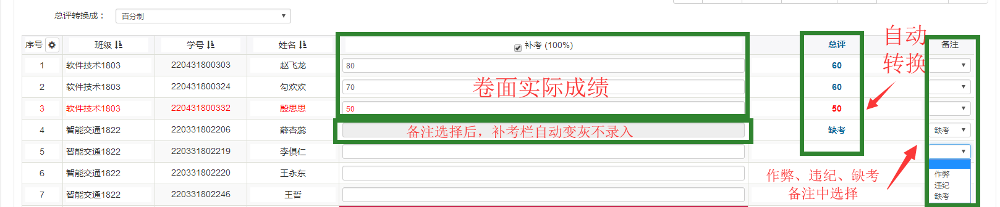 总评转换成： 百分制
序号 班级 学号 姓名 补考 (100%) 总评 备注
自动
转换
1 软件技术1803 220431800303 赵飞龙 80 60
2 软件技术1803 220431800324 勾欢欢 70 60
卷面实际成绩
3 软件技术1803 220431800332 殷思思 50 50
4 智能交通1822 220331802206 薛杏蕊 备注选择后，补考栏自动变灰不录入 缺考 缺考
5 智能交通1822 220331802219 李俱仁
6 智能交通1822 220331802220 王永东
作弊、违纪、缺考
备注中选择
作弊
违纪
缺考
7 智能交通1822 220331802246 王哲